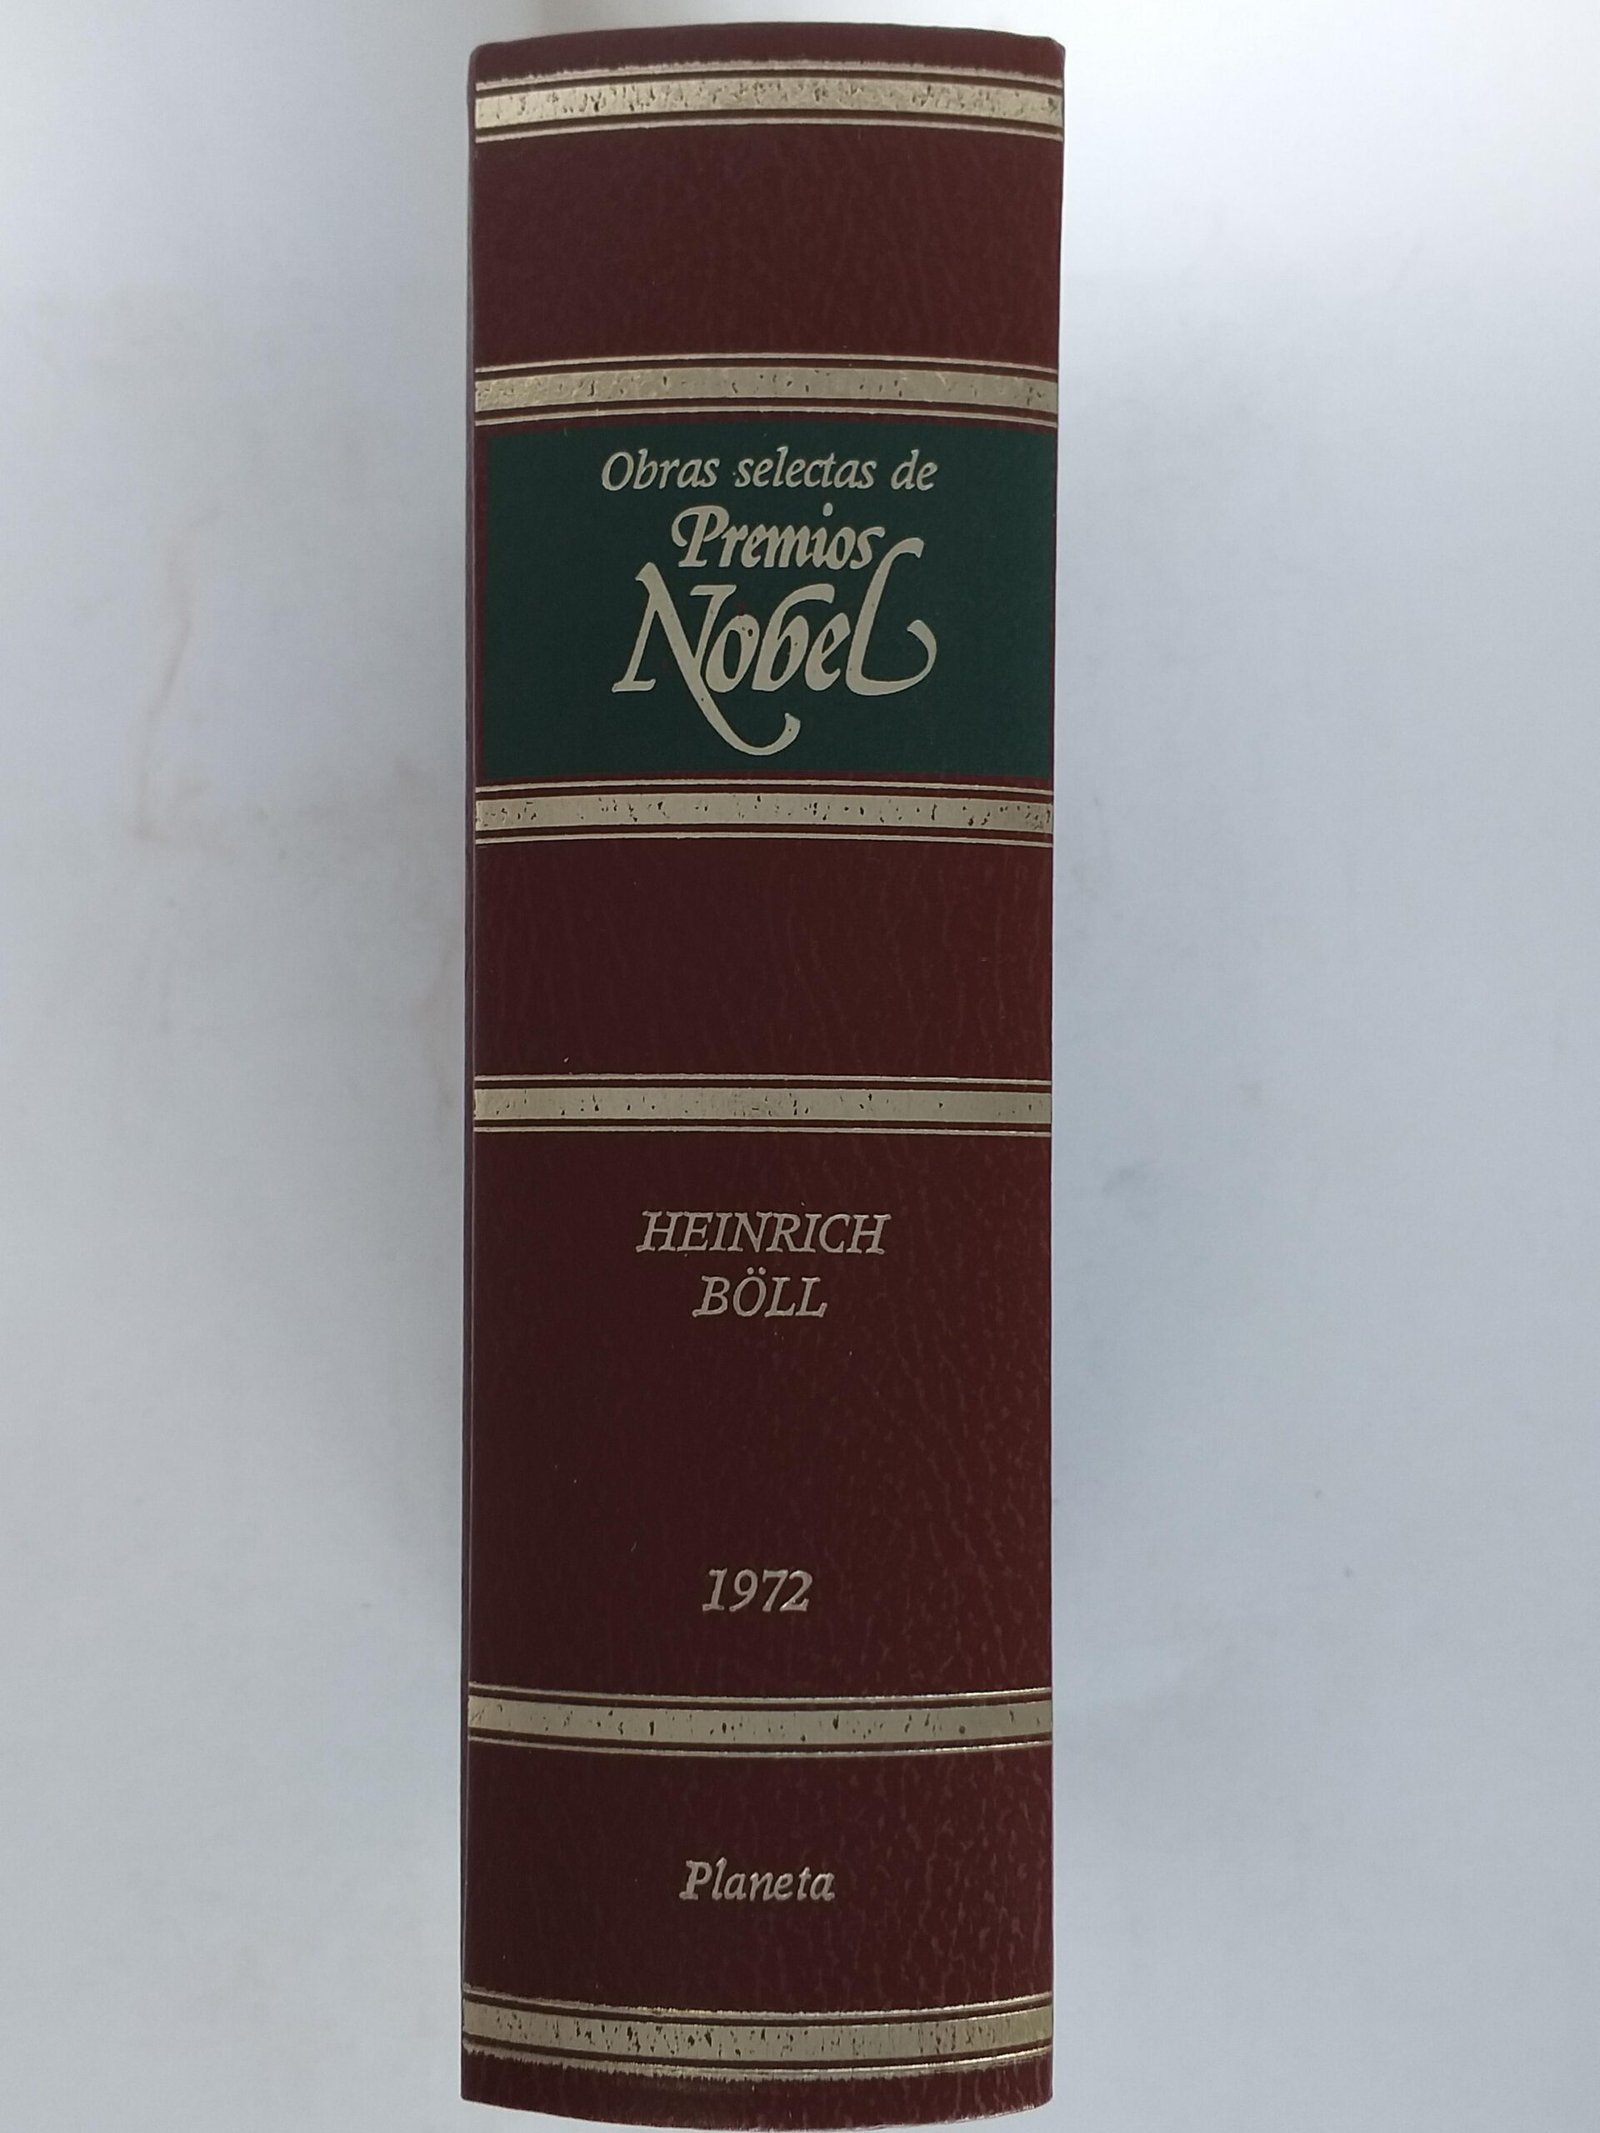 Obras selectas de
Premios
Nobel
HEINRICH
BÖLL
1972
Planeta